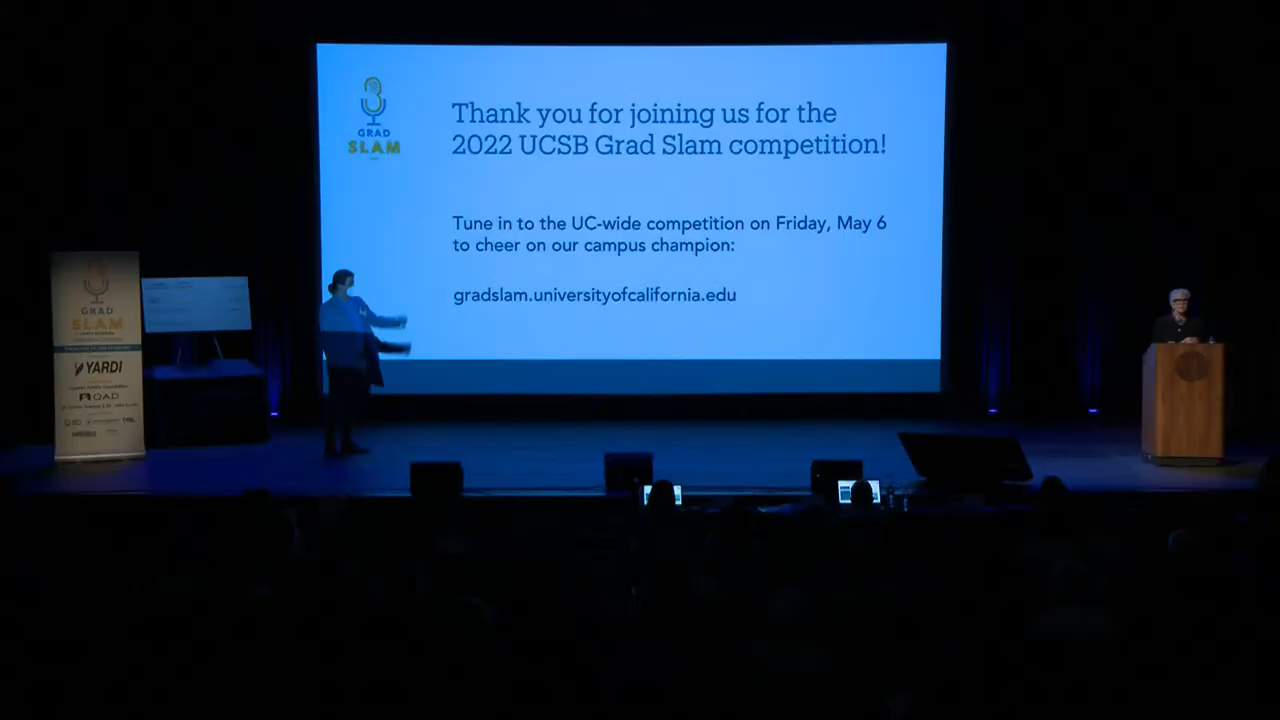 GRAD
SLAM
Thank you for joining us for the
2022 UCSB Grad Slam competition!
Tune in to the UC-wide competition on Friday, May 6
to cheer on our campus champion:
gradslam.universityofcalifornia.edu
GRAD
SLAM
YARDI
QAD